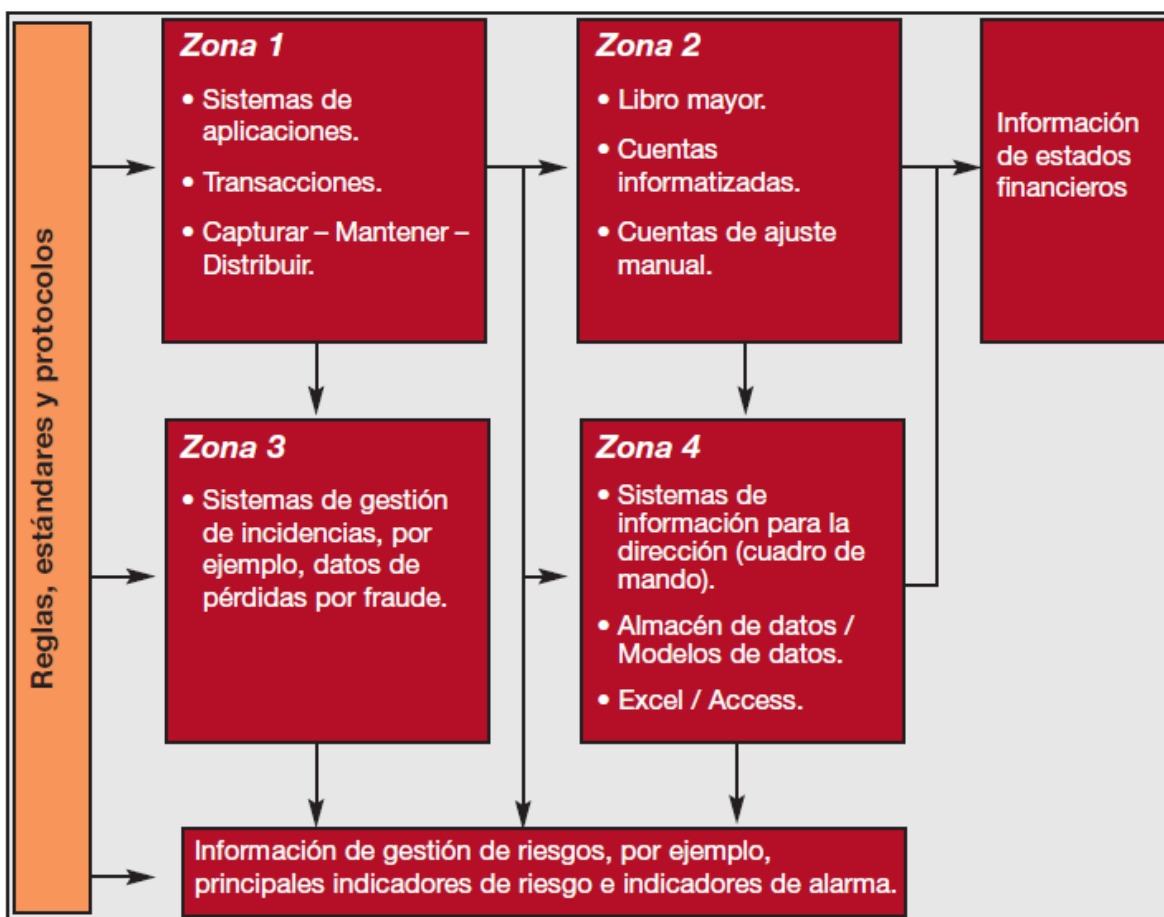 Reglas, estándares y protocolos
Zona 1
• Sistemas de
aplicaciones.
• Transacciones.
• Capturar – Mantener –
Distribuir.
Zona 2
• Libro mayor.
• Cuentas
informatizadas.
• Cuentas de ajuste
manual.
Información
de estados
financieros
Zona 3
• Sistemas de gestión
de incidencias, por
ejemplo, datos de
pérdidas por fraude.
Zona 4
• Sistemas de
información para la
dirección (cuadro de
mando).
• Almacén de datos /
Modelos de datos.
• Excel / Access.
Información de gestión de riesgos, por ejemplo,
principales indicadores de riesgo e indicadores de alarma.